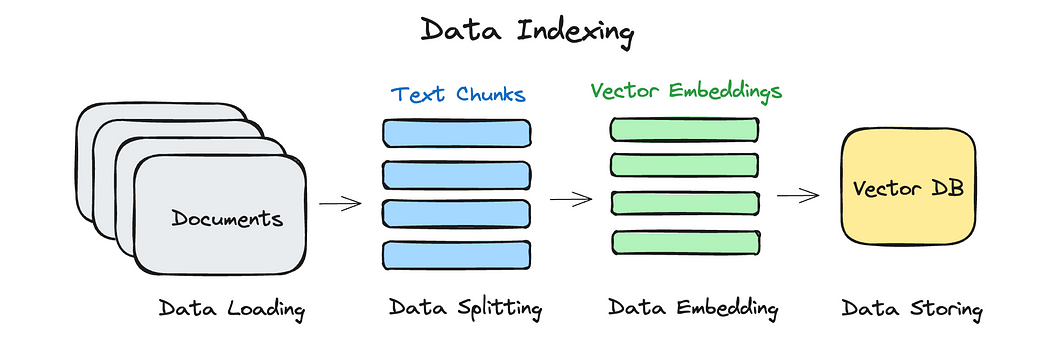 Data Indexing
Text Chunks
Vector Embeddings
Documents
Vector DB
Data Loading
Data Splitting
Data Embedding
Data Storing